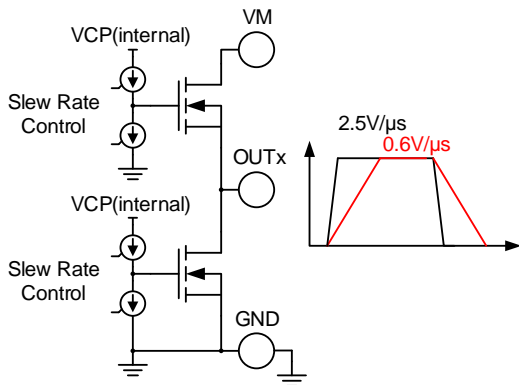 VM
VCP(internal)
Slew Rate
Control
2.5V/µs
0.6V/µs
OUTx
VCP(internal)
Slew Rate
Control
GND